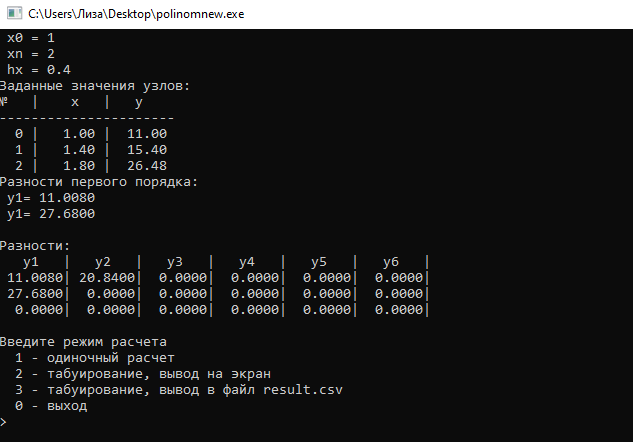 C:\Users\Лиза\Desktop\polinomnew.exe
x0 = 1
xn = 2
hx = 0.4
Заданные значения узлов:
№ | x | y
----------------------
0 | 1.00 | 11.00
1 | 1.40 | 15.40
2 | 1.80 | 26.48
Разности первого порядка:
y1= 11.0080
y1= 27.6800
Разности:
y1 | y2 | y3 | y4 | y5 | y6 |
11.0080| 20.8400| 0.0000| 0.0000| 0.0000| 0.0000|
27.6800| 0.0000| 0.0000| 0.0000| 0.0000| 0.0000|
0.0000| 0.0000| 0.0000| 0.0000| 0.0000| 0.0000|
Введите режим расчета
1 - одиночный расчет
2 - табуирование, вывод на экран
3 - табуирование, вывод в файл result.csv
0 - выход
>